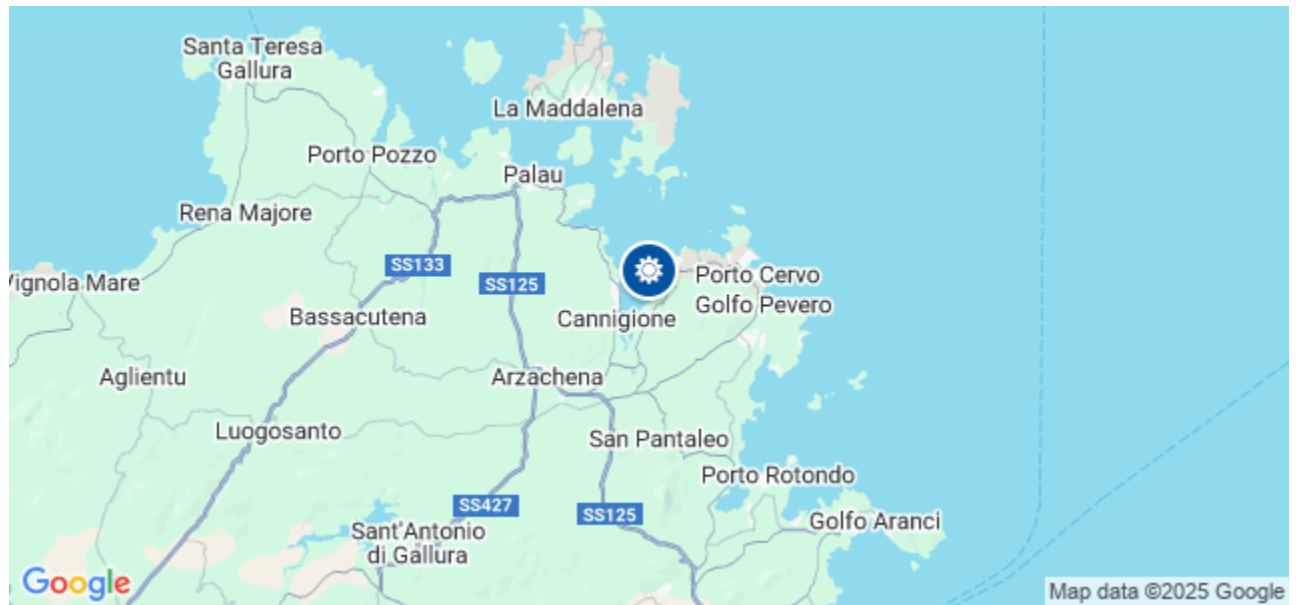 Santa Teresa
Gallura
La Maddalena
Porto Pozzo
Palau
Rena Majore
SS133
Porto Cervo
Vignola Mare
SS125
Golfo Pevero
Bassacutena
Cannigione
Aglientu
Arzachena
Luogosanto
San Pantaleo
Porto Rotondo
SS427
SS125
Golfo Aranci
Sant'Antonio
di Gallura
Google
Map data ©2025 Google